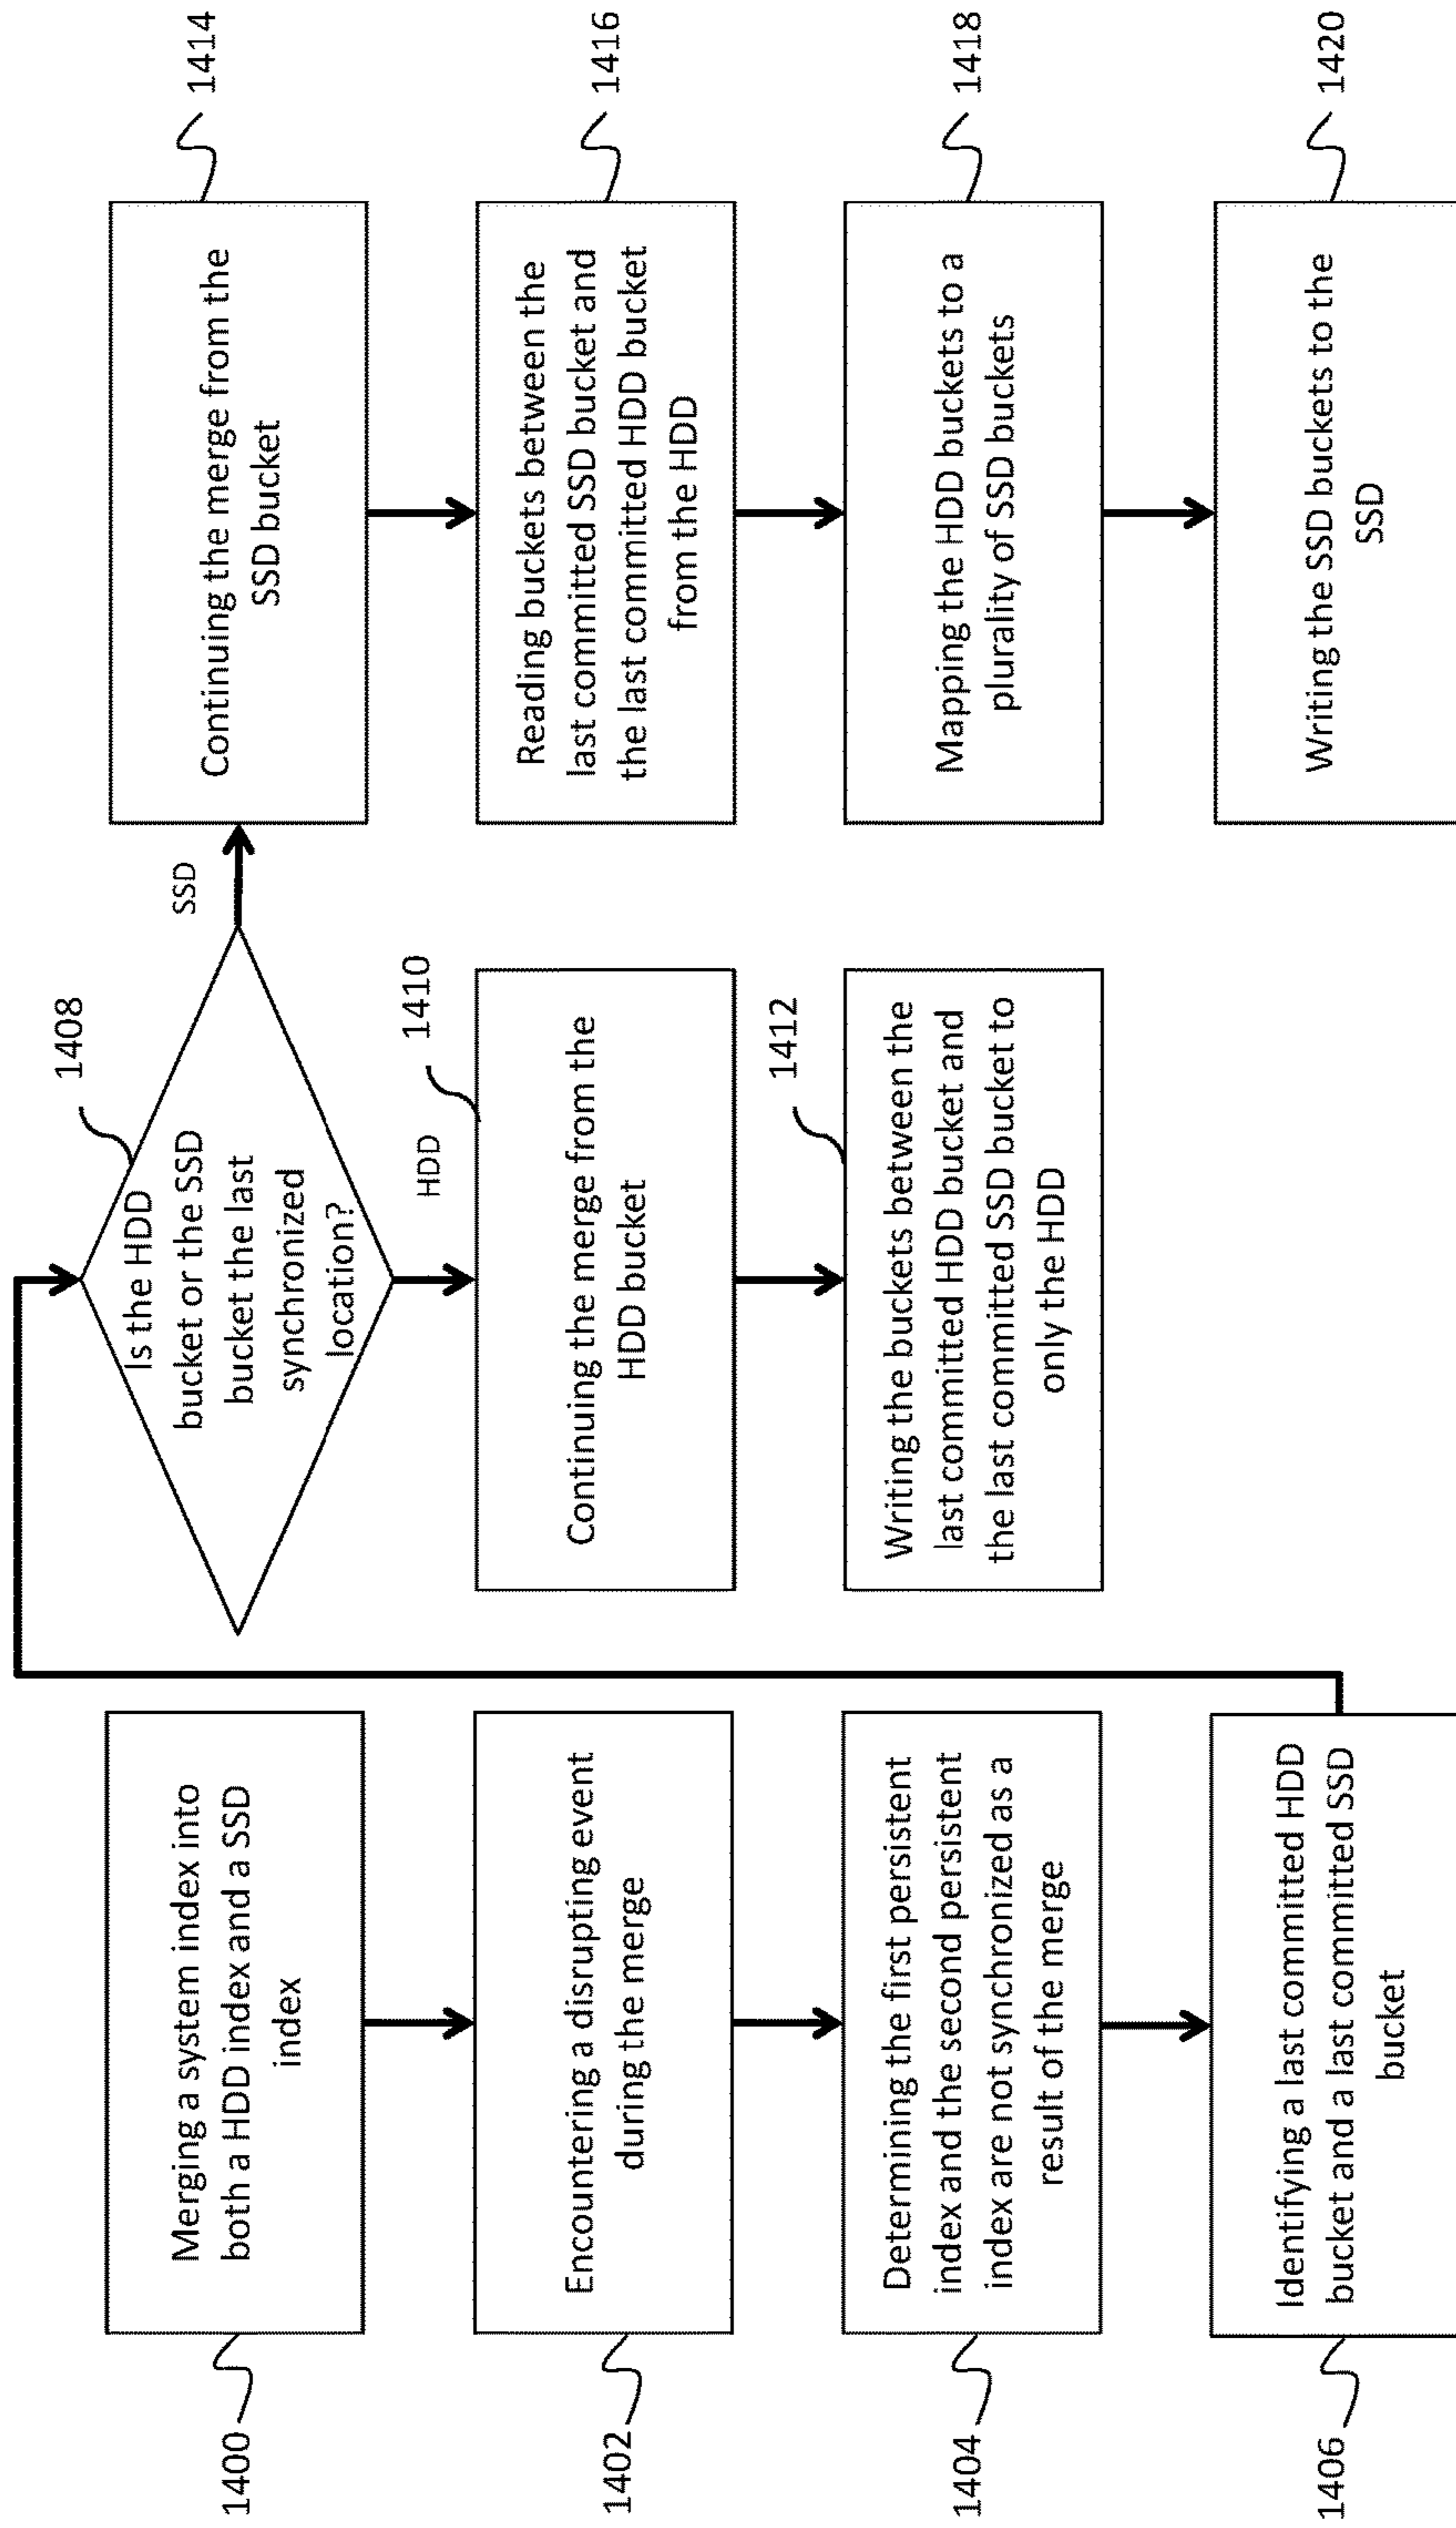 1400
Merging a system index into
both a HDD index and a SSD
index
1402
Encountering a disrupting event
during the merge
1404
Determining the first persistent
index and the second persistent
index are not synchronized as a
result of the merge
1406
Identifying a last committed HDD
bucket and a last committed SSD
bucket
1408
Is the HDD
bucket or the SSD
bucket the last
synchronized
location?
SSD
HDD
1410
Continuing the merge from the
HDD bucket
1412
Writing the buckets between the
last committed HDD bucket and
the last committed SSD bucket to
only the HDD
1414
Continuing the merge from the
SSD bucket
1416
Reading buckets between the
last committed SSD bucket and
the last committed HDD bucket
from the HDD
1418
Mapping the HDD buckets to a
plurality of SSD buckets
1420
Writing the SSD buckets to the
SSD